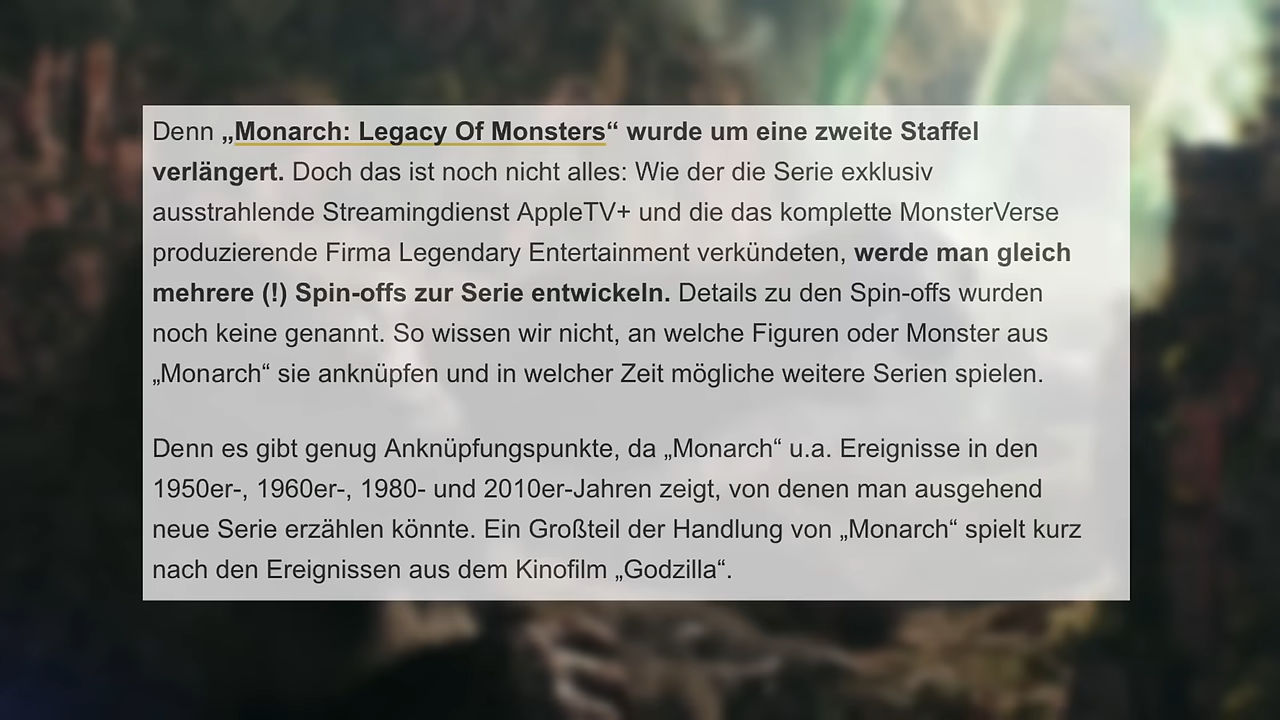 Denn „Monarch: Legacy Of Monsters“ wurde um eine zweite Staffel
verlängert. Doch das ist noch nicht alles: Wie der die Serie exklusiv
ausstrahlende Streamingdienst AppleTV+ und die das komplette MonsterVerse
produzierende Firma Legendary Entertainment verkündeten, werde man gleich
mehrere (!) Spin-offs zur Serie entwickeln. Details zu den Spin-offs wurden
noch keine genannt. So wissen wir nicht, an welche Figuren oder Monster aus
„Monarch“ sie anknüpfen und in welcher Zeit mögliche weitere Serien spielen.
Denn es gibt genug Anknüpfungspunkte, da „Monarch“ u.a. Ereignisse in den
1950er-, 1960er-, 1980- und 2010er-Jahren zeigt, von denen man ausgehend
neue Serie erzählen könnte. Ein Großteil der Handlung von „Monarch“ spielt kurz
nach den Ereignissen aus dem Kinofilm „Godzilla“.